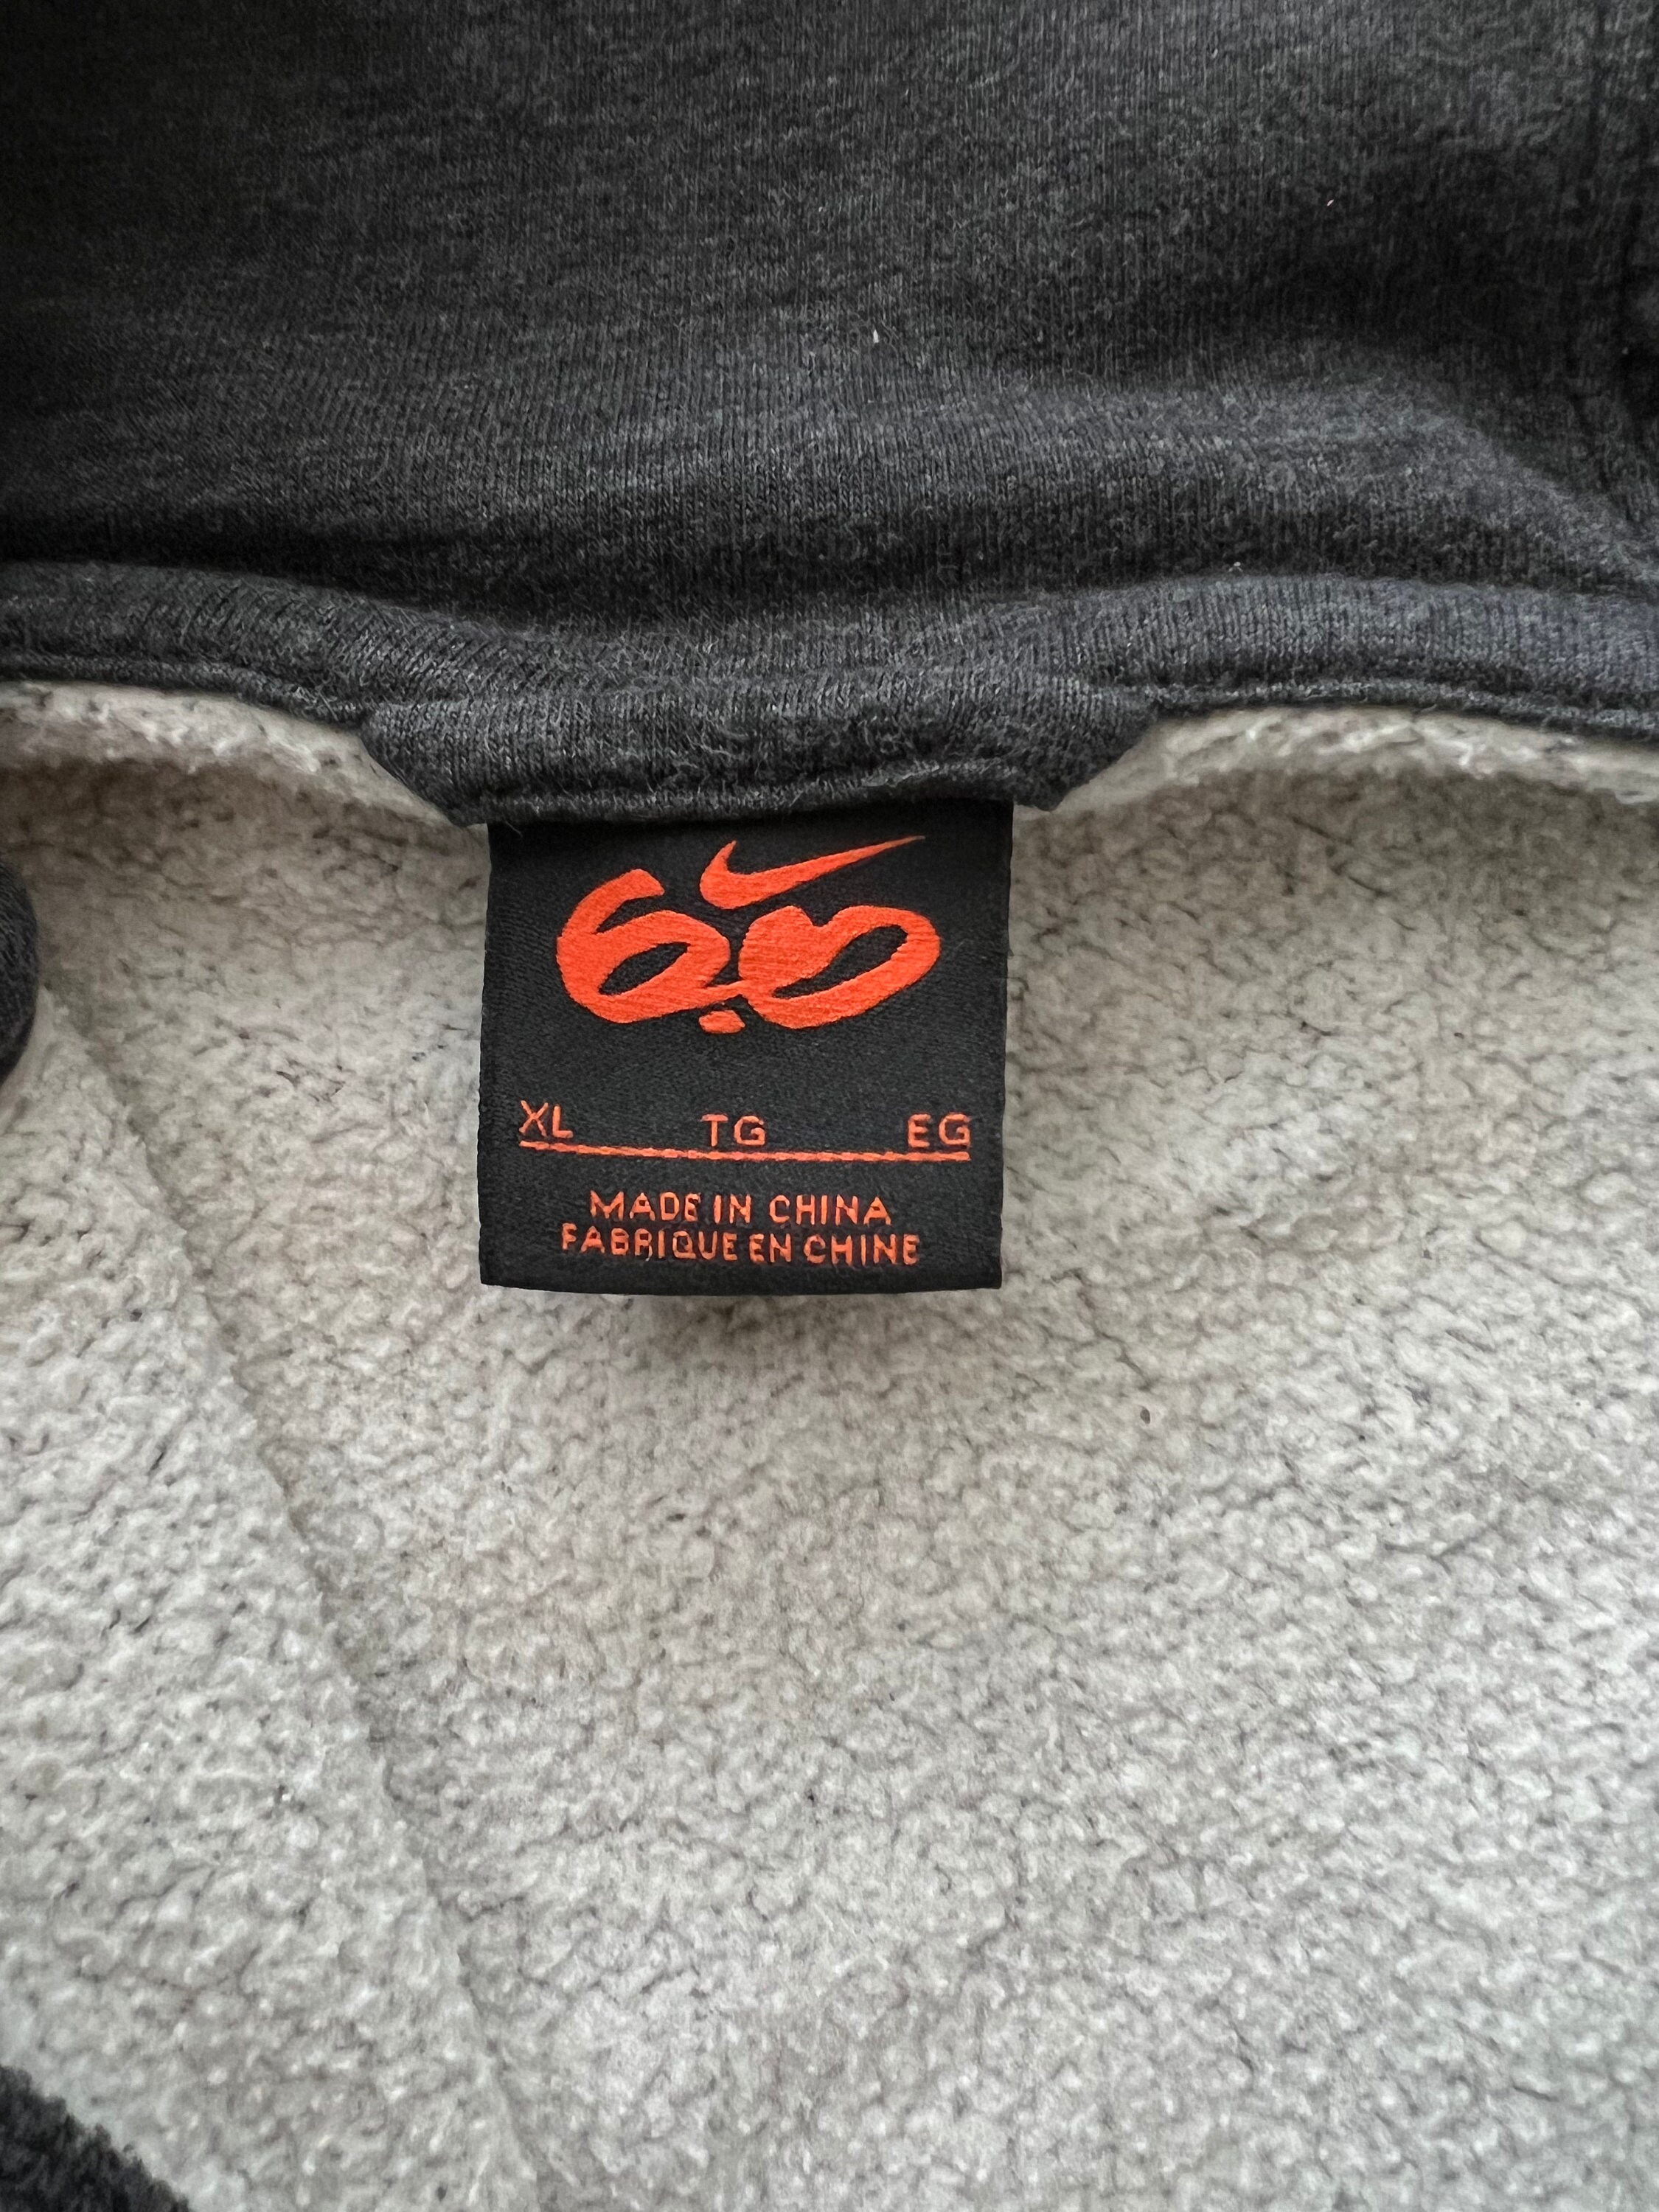 6.0
XL TG EG
MADE IN CHINA
FABRIQUE EN CHINE